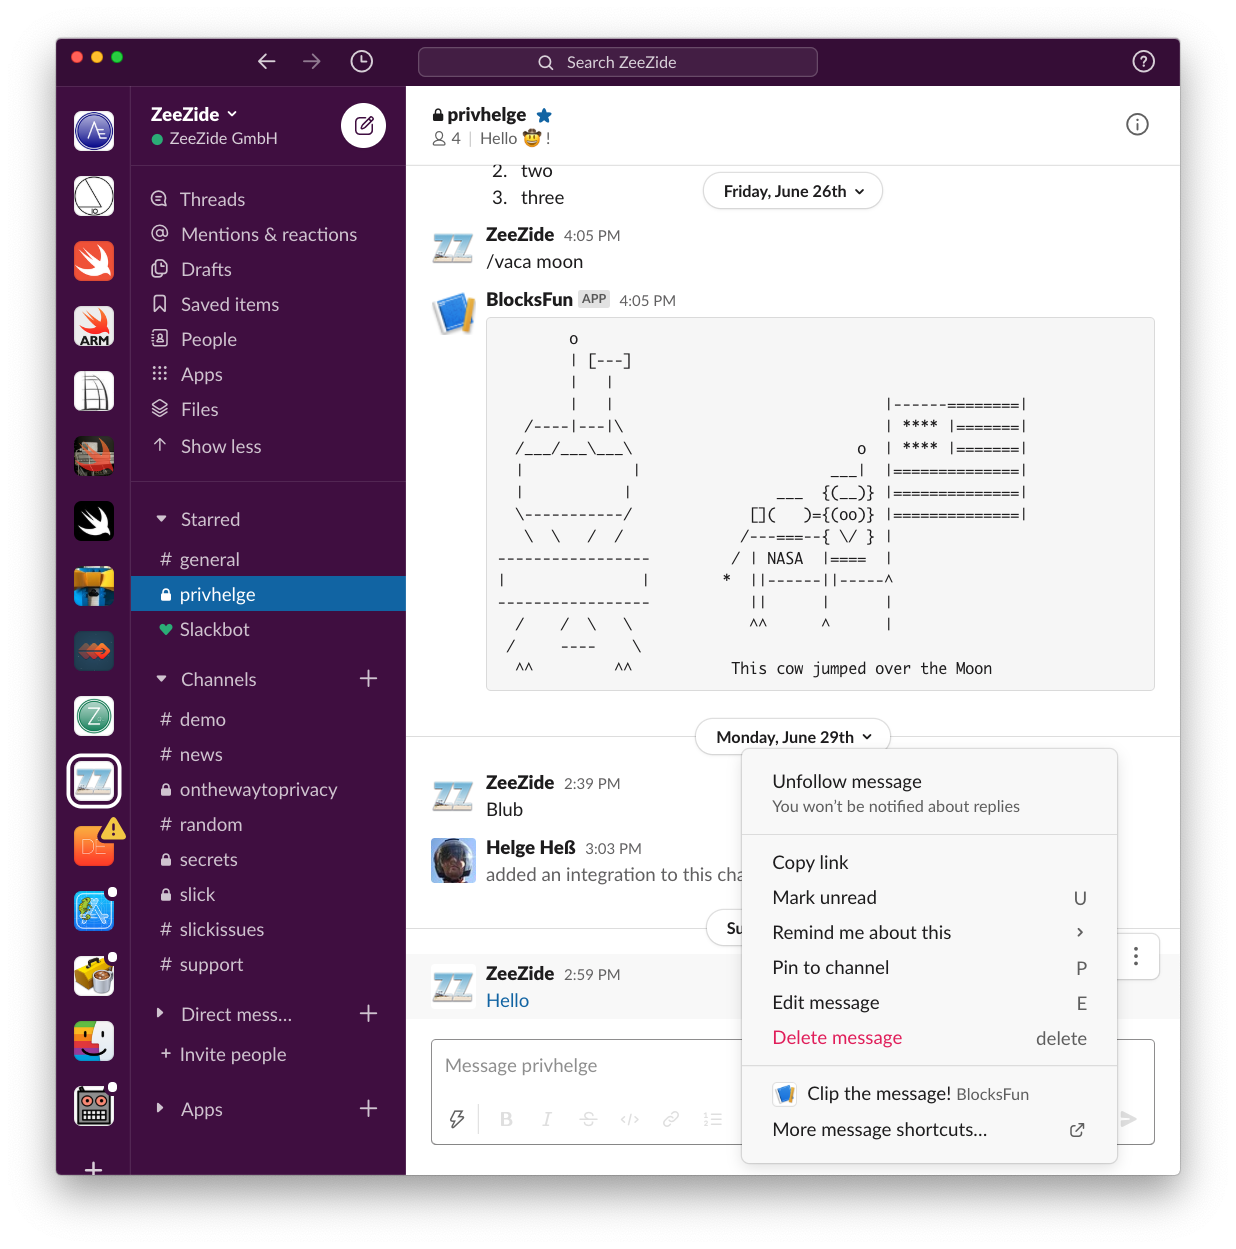 Search ZeeZide
ZeeZide
ZeeZide GmbH
Threads
Mentions & reactions
Drafts
Saved items
People
Apps
Files
Show less
Starred
# general
privhelge
Slackbot
Channels
# demo
# news
onthewaytoprivacy
# random
secrets
slick
# slickissues
# support
Direct mess...
+ Invite people
Apps
ARM
DE
privhelge
4 | Hello 🤠 !
2. two
3. three
Friday, June 26th
ZeeZide 4:05 PM
/vaca moon
BlocksFun APP 4:05 PM
         o
         | [---]
         |   |
         |   |                              |------========|
    /----|---|\                             | **** |=======|
   /___/___\___\                         o  | **** |=======|
   |            |                     ___|  |==============|
   |           |                ___  {(__)} |==============|
   \-----------/             [](   )={(oo)} |==============|
    \  \   /  /             /---===--{ \/ } |
-----------------         / | NASA  |====  |
|               |        *  ||------||-----^
-----------------           ||      |      |
  /    /  \   \             ^^      ^      |
 /     ----    \
  ^^         ^^           This cow jumped over the Moon
Monday, June 29th
ZeeZide 2:39 PM
Blub
Helge Heß 3:03 PM
added an integration to this cha
Su
ZeeZide 2:59 PM
Hello
Message privhelge
Unfollow message
You won’t be notified about replies
Copy link
Mark unread U
Remind me about this
Pin to channel P
Edit message E
Delete message delete
Clip the message! BlocksFun
More message shortcuts...